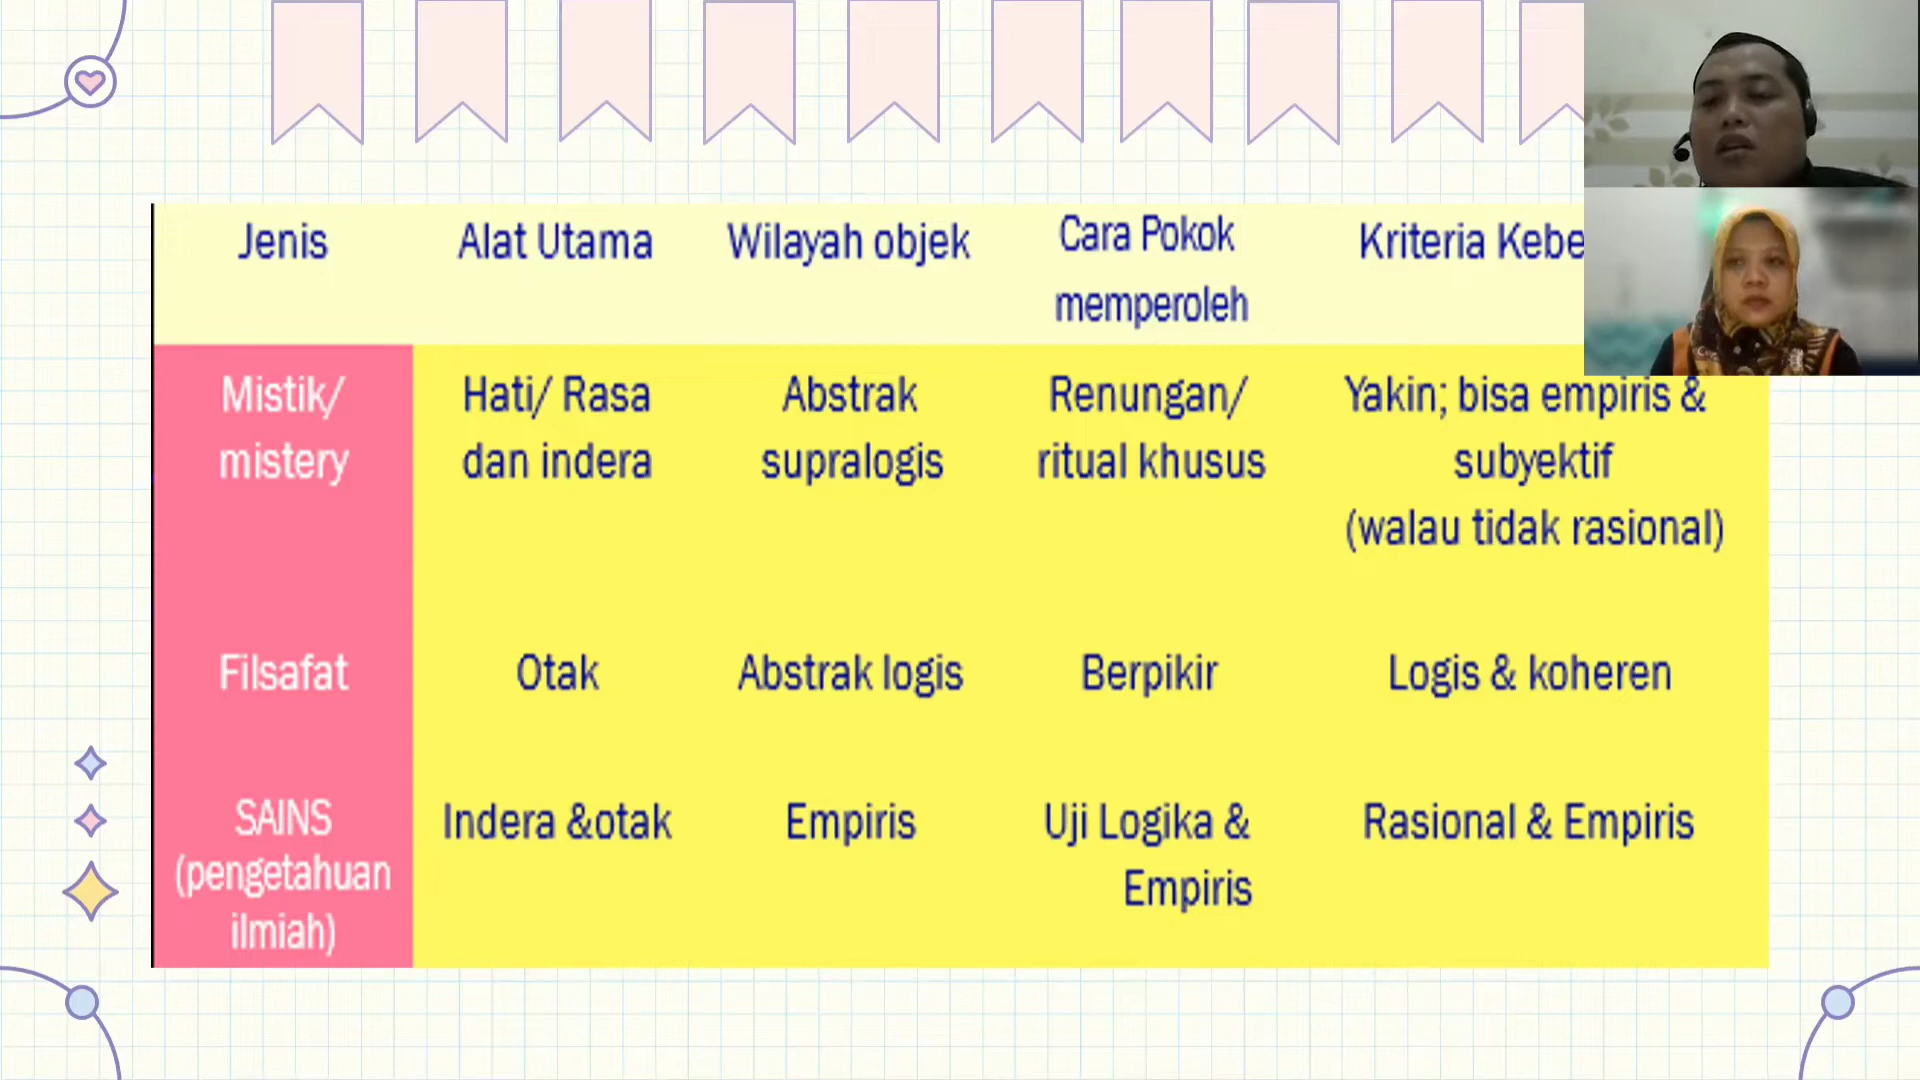 Jenis Alat Utama Wilayah objek Cara Pokok Kriteria
memperoleh
Mistik/ Hati/ Rasa Abstrak Renungan/ Yakin; bisa empiris &
mistery dan indera supralogis ritual khusus subyektif
(walau tidak rasional)
Filsafat Otak Abstrak logis Berpikir Logis & koheren
SAINS Indera &otak Empiris Uji Logika & Rasional & Empiris
(pengetahuan Empiris
ilmiah)